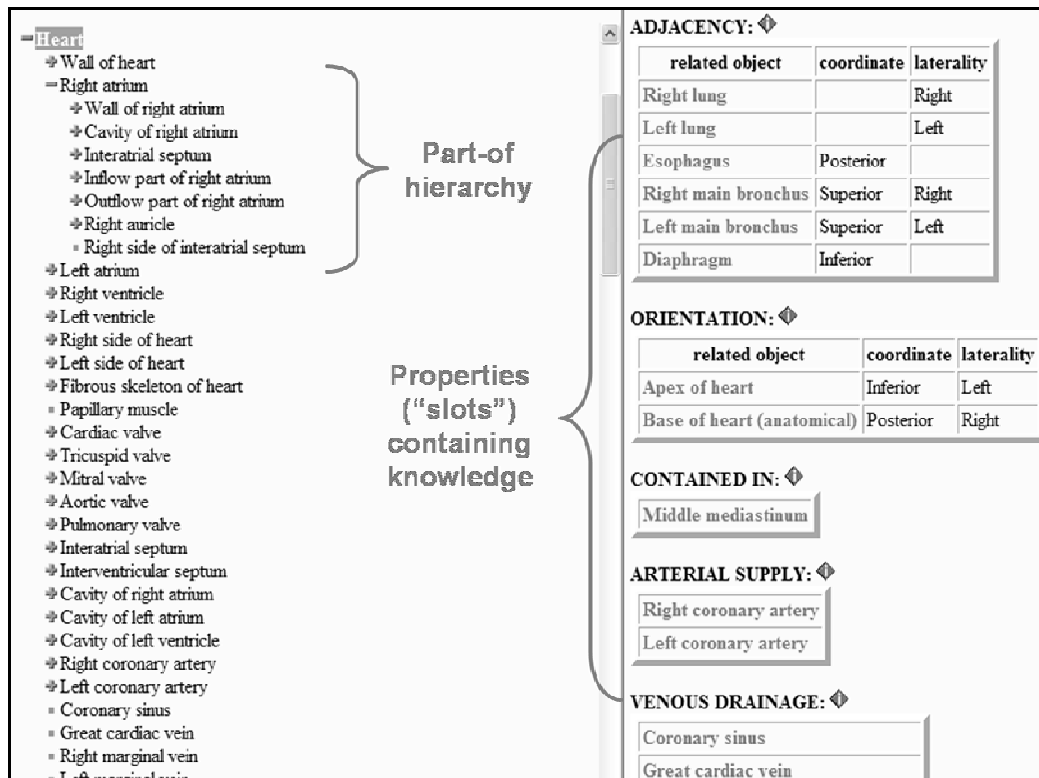 Heart
Wall of heart
Right atrium
Wall of right atrium
Cavity of right atrium
Interatrial septum
Inflow part of right atrium
Outflow part of right atrium
Right auricle
Right side of interatrial septum
Left atrium
Right ventricle
Left ventricle
Right side of heart
Left side of heart
Fibrous skeleton of heart
Papillary muscle
Cardiac valve
Tricuspid valve
Mitral valve
Aortic valve
Pulmonary valve
Interatrial septum
Interventricular septum
Cavity of right atrium
Cavity of left atrium
Cavity of left ventricle
Right coronary artery
Left coronary artery
Coronary sinus
Great cardiac vein
Right marginal vein
Left marginal vein
Part-of
hierarchy
Properties
(“slots”)
containing
knowledge
ADJACENCY:
related object coordinate laterality
Right lung Right
Left lung Left
Esophagus Posterior
Right main bronchus Superior Right
Left main bronchus Superior Left
Diaphragm Inferior
ORIENTATION:
related object coordinate laterality
Apex of heart Inferior Left
Base of heart (anatomical) Posterior Right
CONTAINED IN:
Middle mediastinum
ARTERIAL SUPPLY:
Right coronary artery
Left coronary artery
VENOUS DRAINAGE:
Coronary sinus
Great cardiac vein